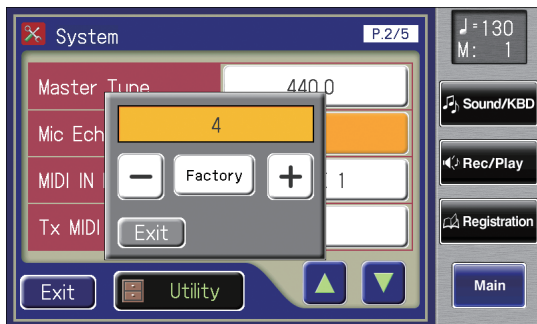 System
P.2/5
♩=130
M: 1
Master Tune
440.0
Mic Ech
4
Sound/KBD
MIDI IN
1
− Factory +
Rec/Play
Tx MIDI
Exit
Registration
Exit
Utility
Main